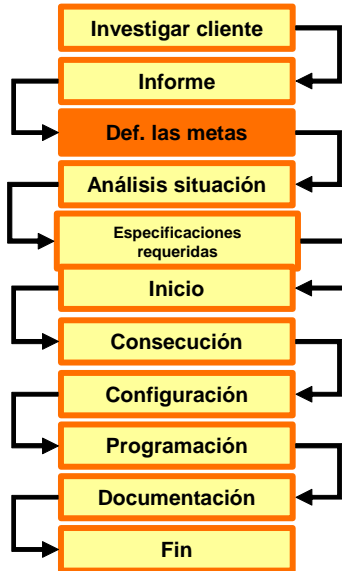 Investigar cliente
Informe
Def. las metas
Análisis situación
Especificaciones
requeridas
Inicio
Consecución
Configuración
Programación
Documentación
Fin